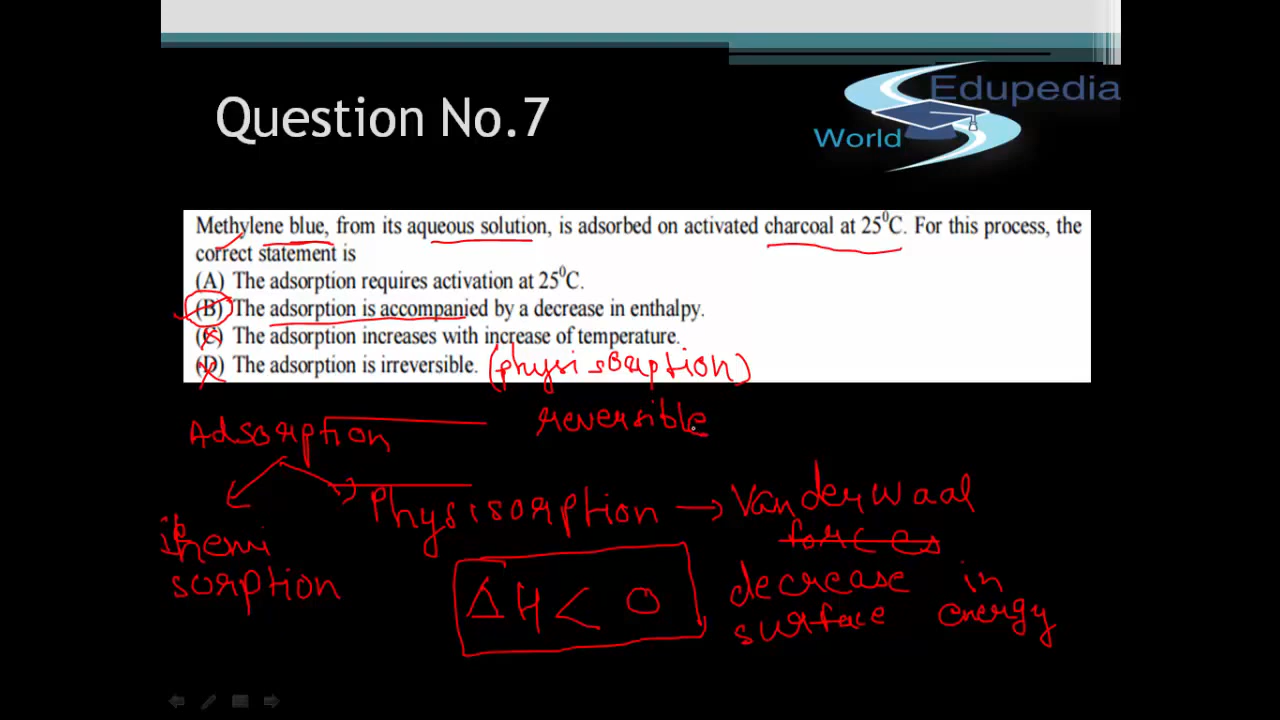 Edupedia
World
Question No.7
Methylene blue, from its aqueous solution, is adsorbed on activated charcoal at 25⁰C. For this process, the
correct statement is
(A) The adsorption requires activation at 25⁰C.
(B) The adsorption is accompanied by a decrease in enthalpy.
(C) The adsorption increases with increase of temperature.
(D) The adsorption is irreversible. (physisorption)
reversible
Adsorption
Physisorption → Vanderwaal
forces
chemi
sorption
ΔH < 0
decrease in
surface energy